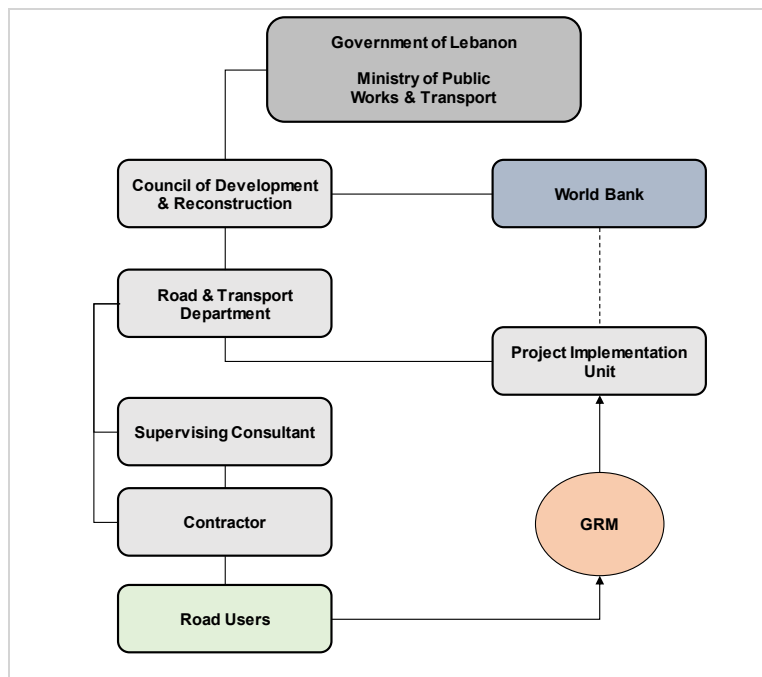 Government of Lebanon
Ministry of Public
Works & Transport
Council of Development
& Reconstruction
World Bank
Road & Transport
Department
Project Implementation
Unit
Supervising Consultant
Contractor
GRM
Road Users